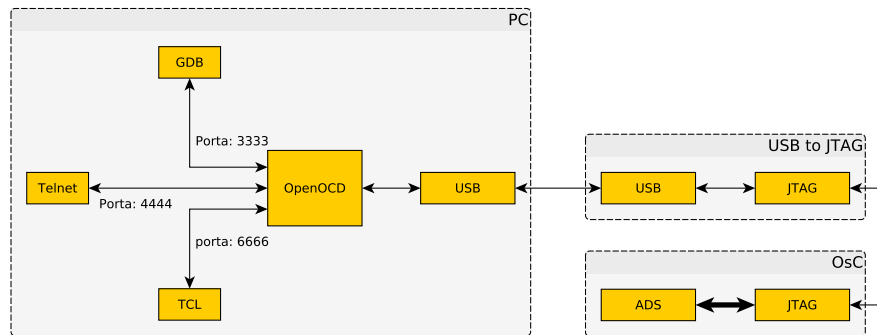 PC
GDB
Porta: 3333
USB to JTAG
Telnet
OpenOCD
USB
USB
JTAG
Porta: 4444
porta: 6666
OsC
TCL
ADS
JTAG